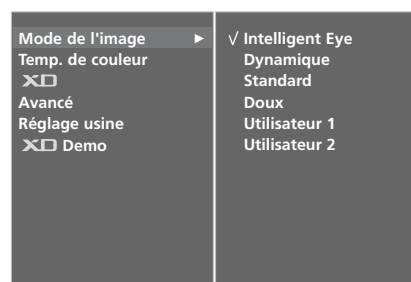 Mode de l'image ►
Temp. de couleur
XD
Avancé
Réglage usine
XD Demo
√ Intelligent Eye
Dynamique
Standard
Doux
Utilisateur 1
Utilisateur 2